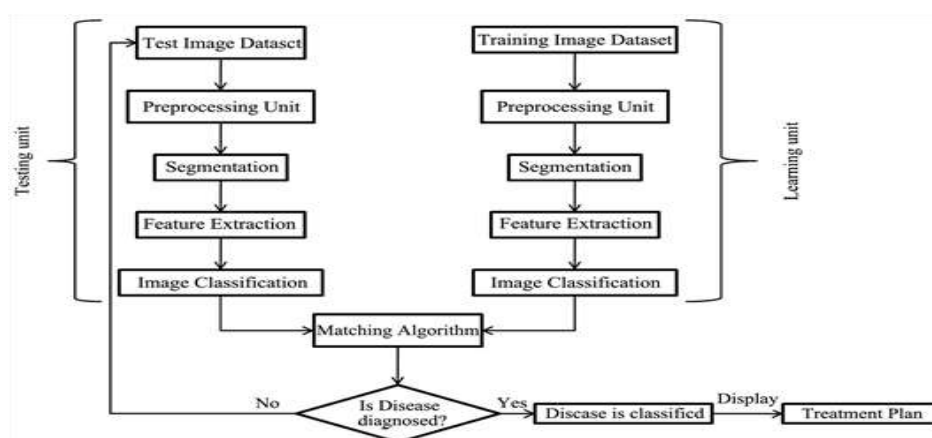 Test Image Datasct
Training Image Dataset
Preprocessing Unit
Preprocessing Unit
Segmentation
Segmentation
Feature Extraction
Feature Extraction
Image Classification
Image Classification
Testing unit
Learning unit
Matching Algorithm
Is Disease
diagnosed?
No
Yes
Discase is classificd
Display
Treatment Plan